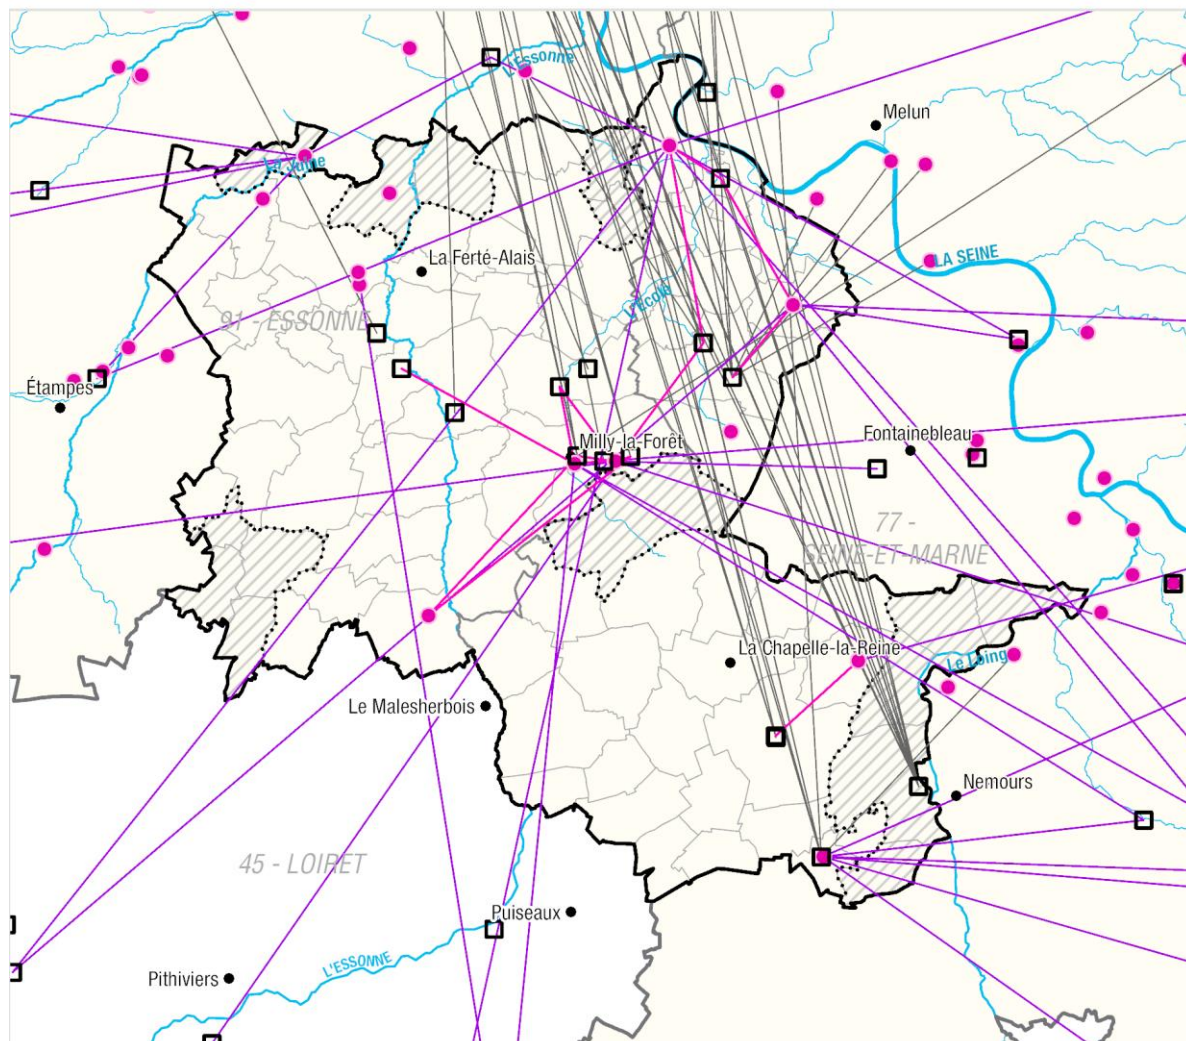 L'Essonne
Melun
La Juine
La Ferté-Alais
LA SEINE
L'Ecole
91 - ESSONNE
Étampes
Milly-la-Forêt
Fontainebleau
77 -
SEINE-ET-MARNE
La Chapelle-la-Reine
Le Loing
Le Malesherbois
Nemours
45 - LOIRET
Puiseaux
L'ESSONNE
Pithiviers